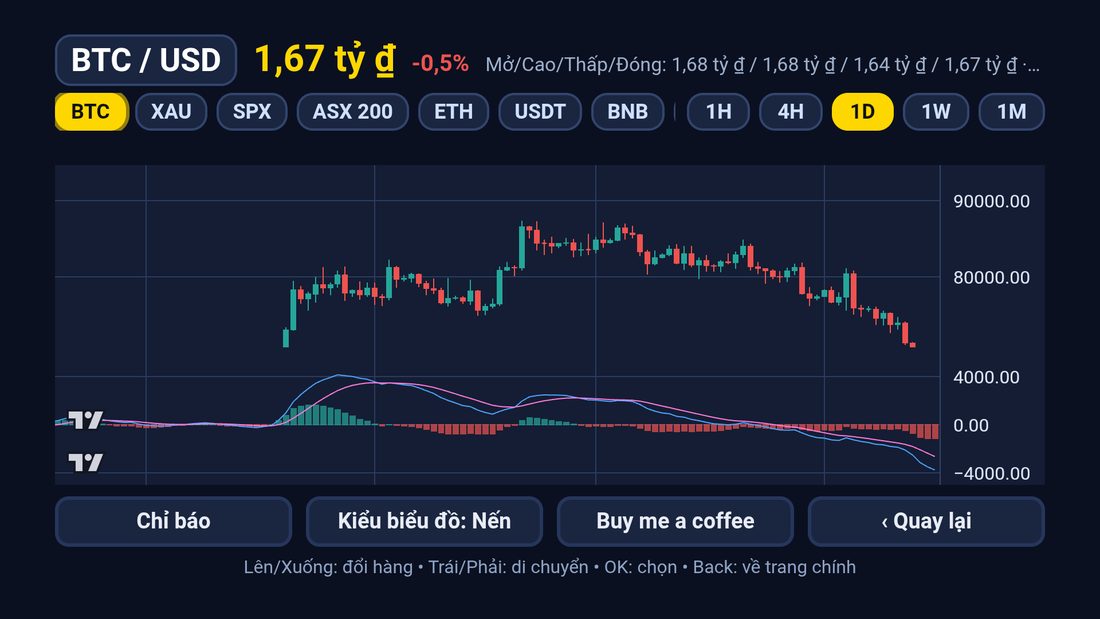 BTC / USD 1,67 tỷ ₫ -0,5% Mở/Cao/Thấp/Đóng: 1,68 tỷ ₫ / 1,68 tỷ ₫ / 1,64 tỷ ₫ / 1,67 tỷ ₫ ·…
BTC XAU SPX ASX 200 ETH USDT BNB 1H 4H 1D 1W 1M
90000.00
80000.00
4000.00
0.00
−4000.00
Chỉ báo Kiểu biểu đồ: Nến Buy me a coffee ‹ Quay lại
Lên/Xuống: đổi hàng • Trái/Phải: di chuyển • OK: chọn • Back: về trang chính